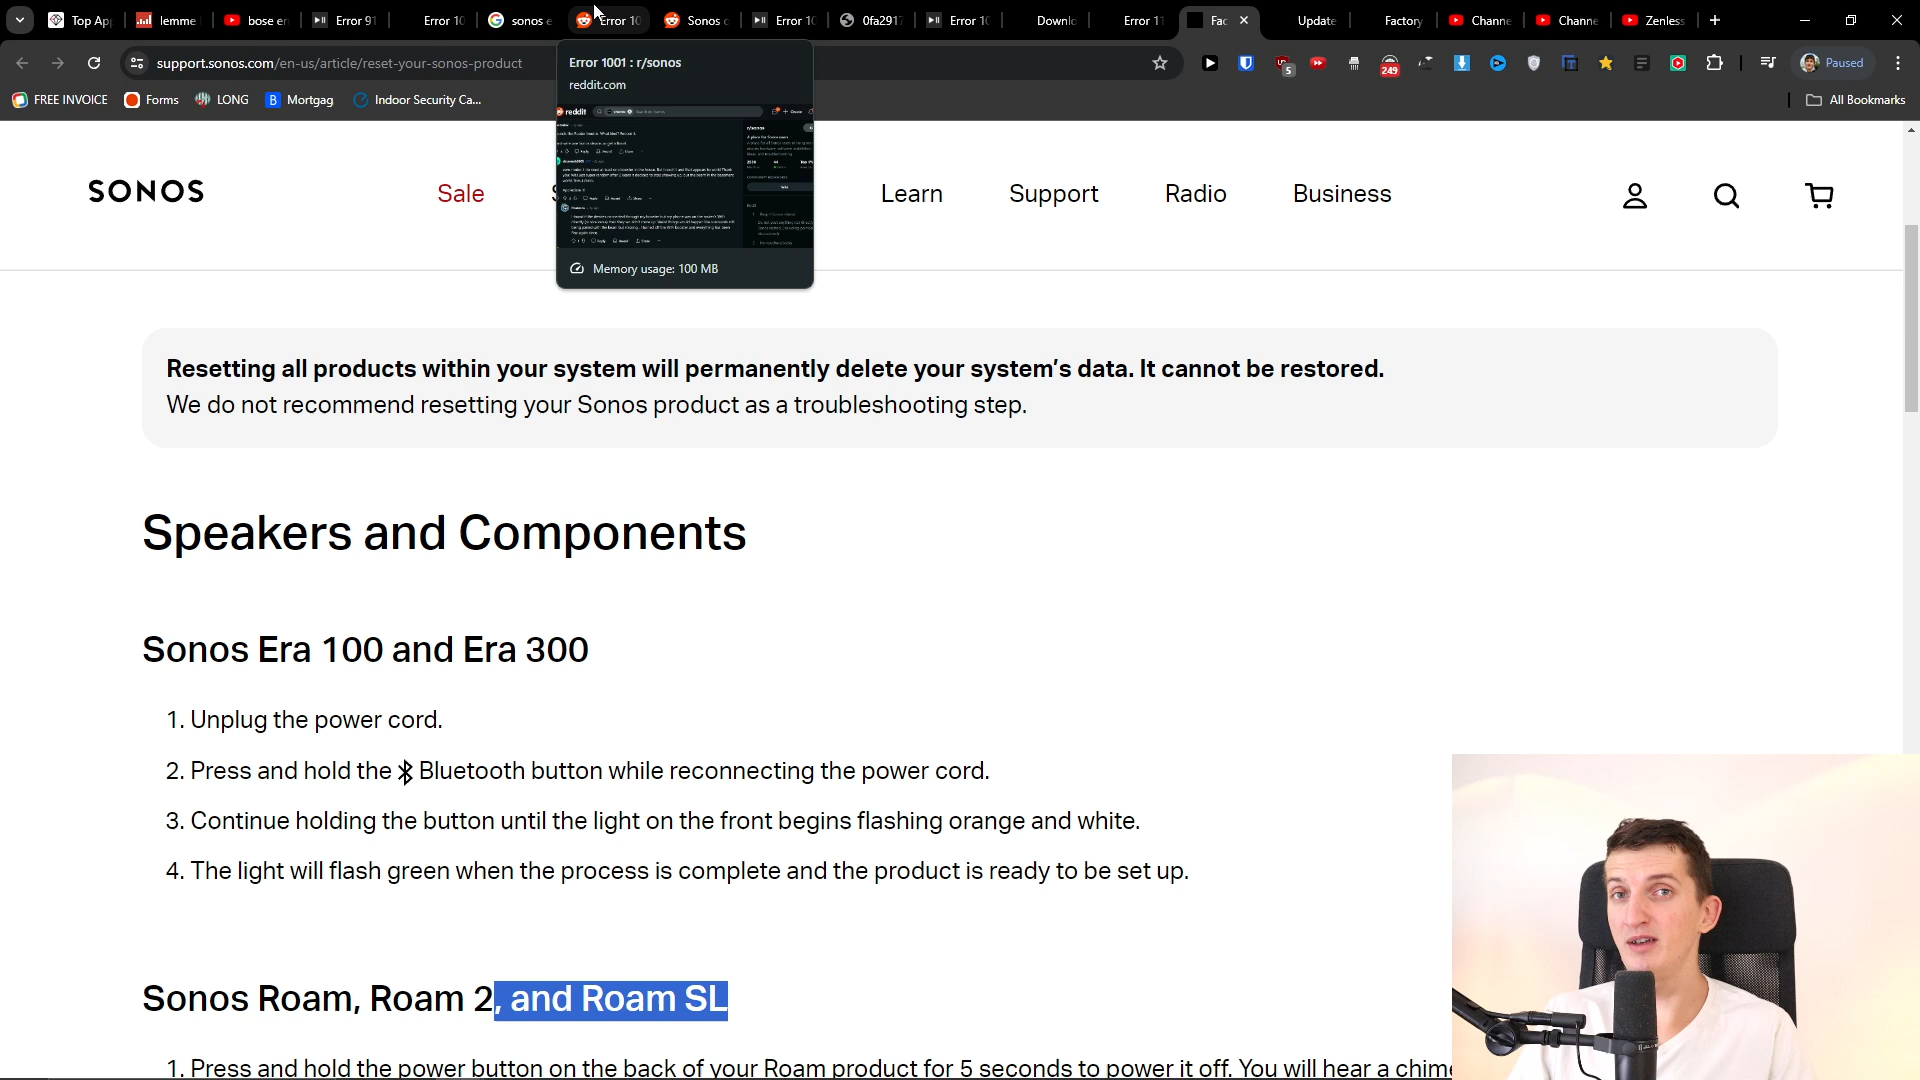 Top Ap
lemme
bose er
Error 91
Error 10
sonos e
Error 10
Sonos c
Error 10
0fa2917
Error 10
Downlo
Error 11
Fac
Update
Factory
Channe
Channe
Zenless
support.sonos.com/en-us/article/reset-your-sonos-product
5
249
Paused
FREE INVOICE
Forms
LONG
Mortgag
Indoor Security Ca...
All Bookmarks
Error 1001 : r/sonos
reddit.com
reddit
r/sonos
Memory usage: 100 MB
SONOS
Sale
Learn
Support
Radio
Business
Resetting all products within your system will permanently delete your system’s data. It cannot be restored.
We do not recommend resetting your Sonos product as a troubleshooting step.
Speakers and Components
Sonos Era 100 and Era 300
1. Unplug the power cord.
2. Press and hold the Bluetooth button while reconnecting the power cord.
3. Continue holding the button until the light on the front begins flashing orange and white.
4. The light will flash green when the process is complete and the product is ready to be set up.
Sonos Roam, Roam 2, and Roam SL
1. Press and hold the power button on the back of your Roam product for 5 seconds to power it off. You will hear a chime